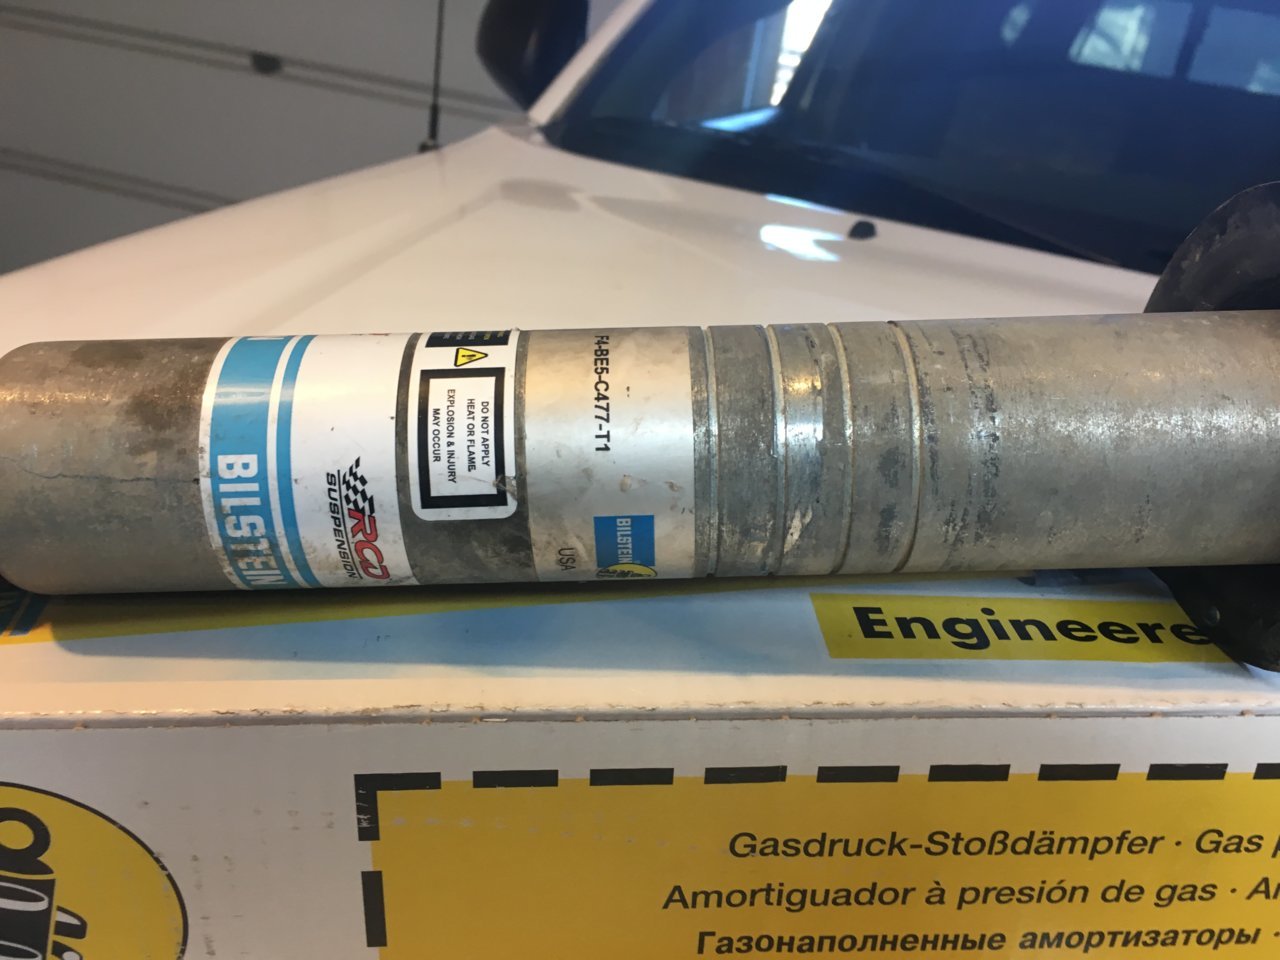 BILSTEIN
RCD
SUSPENSION
DO NOT APPLY
HEAT OR FLAME
EXPLOSION & INJURY
MAY OCCUR
F4-BE5-C477-T1
BILSTEIN
USA
Engineere
Gasdruck-Stoßdämpfer · Gas
Amortiguador à presión de gas ·
Газонаполненные амортизаторы ·